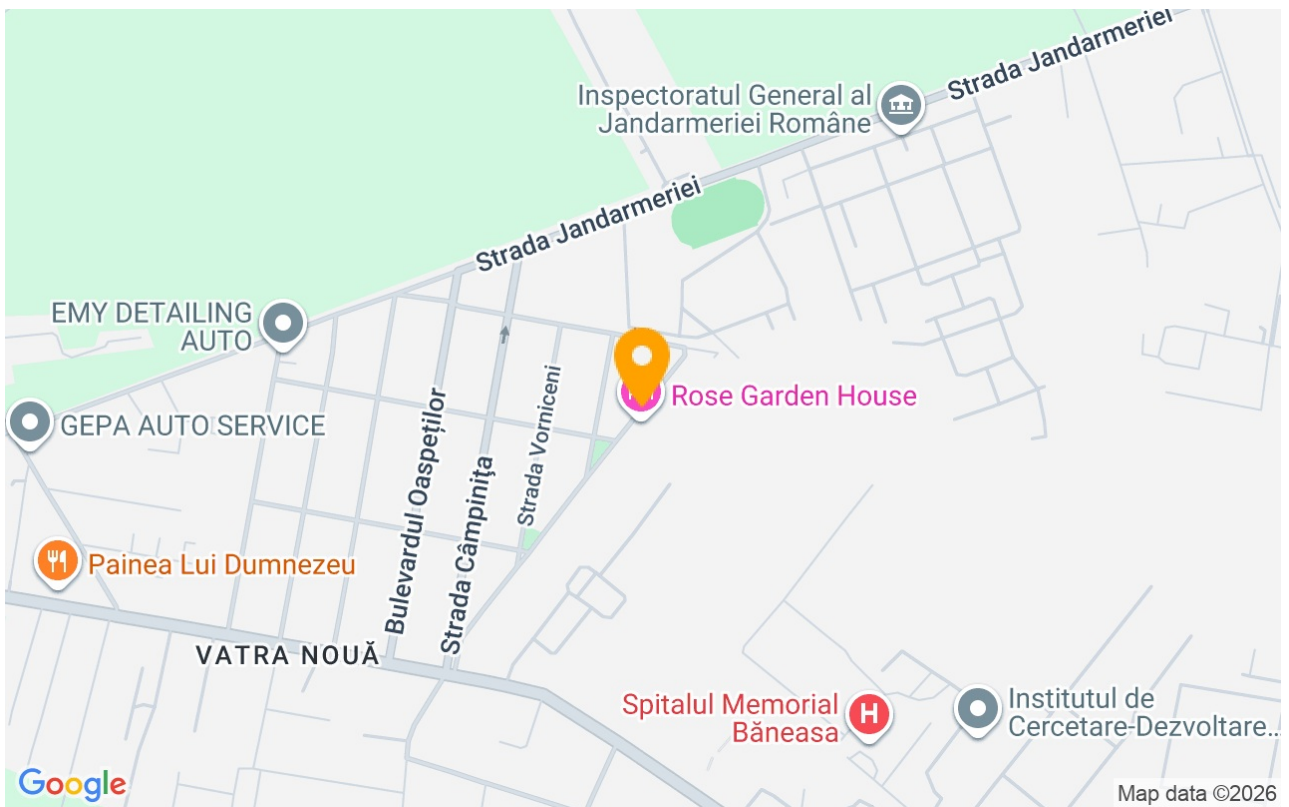 Strada Jandarmeriei
Inspectoratul General al
Jandarmeriei Române
Strada Jandarmeriei
EMY DETAILING
AUTO
Rose Garden House
GEPA AUTO SERVICE
Bulevardul Oaspeților
Strada Câmpinița
Strada Vorniceni
Painea Lui Dumnezeu
VATRA NOUĂ
Spitalul Memorial
Băneasa
H
Institutul de
Cercetare-Dezvoltare...
Google
Map data ©2026